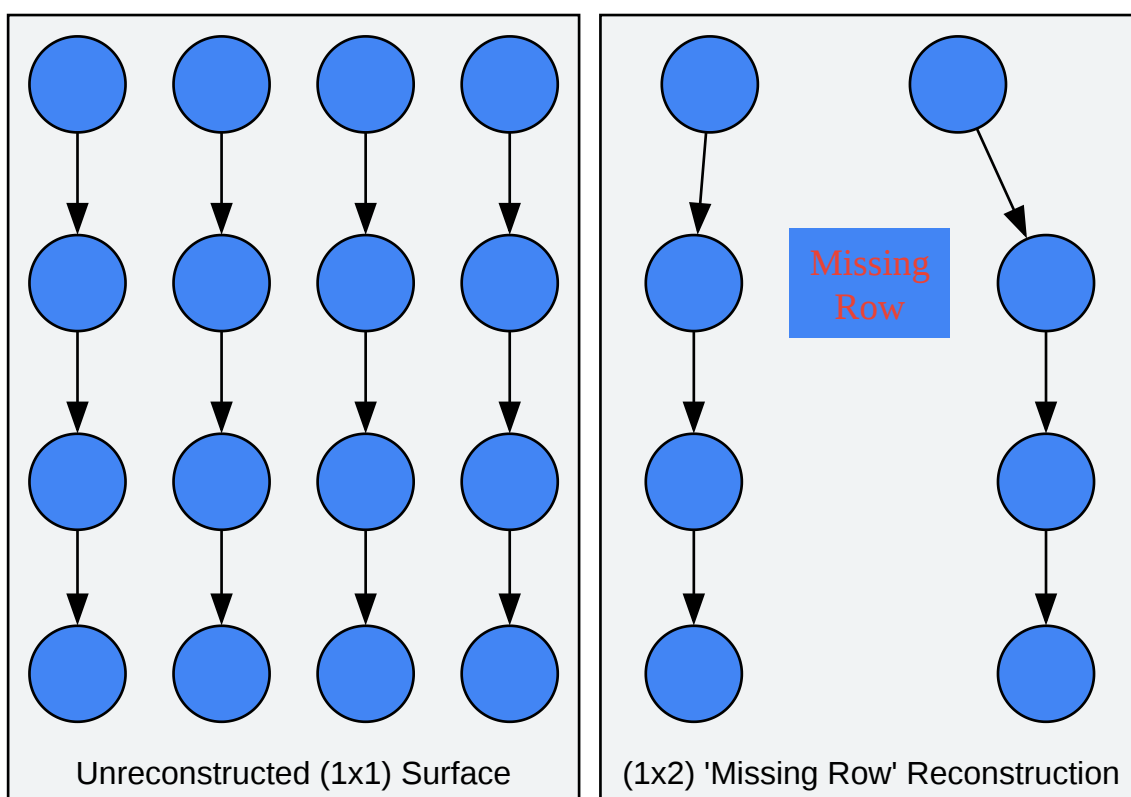 Missing
Row
Unreconstructed (1x1) Surface
(1x2) 'Missing Row' Reconstruction